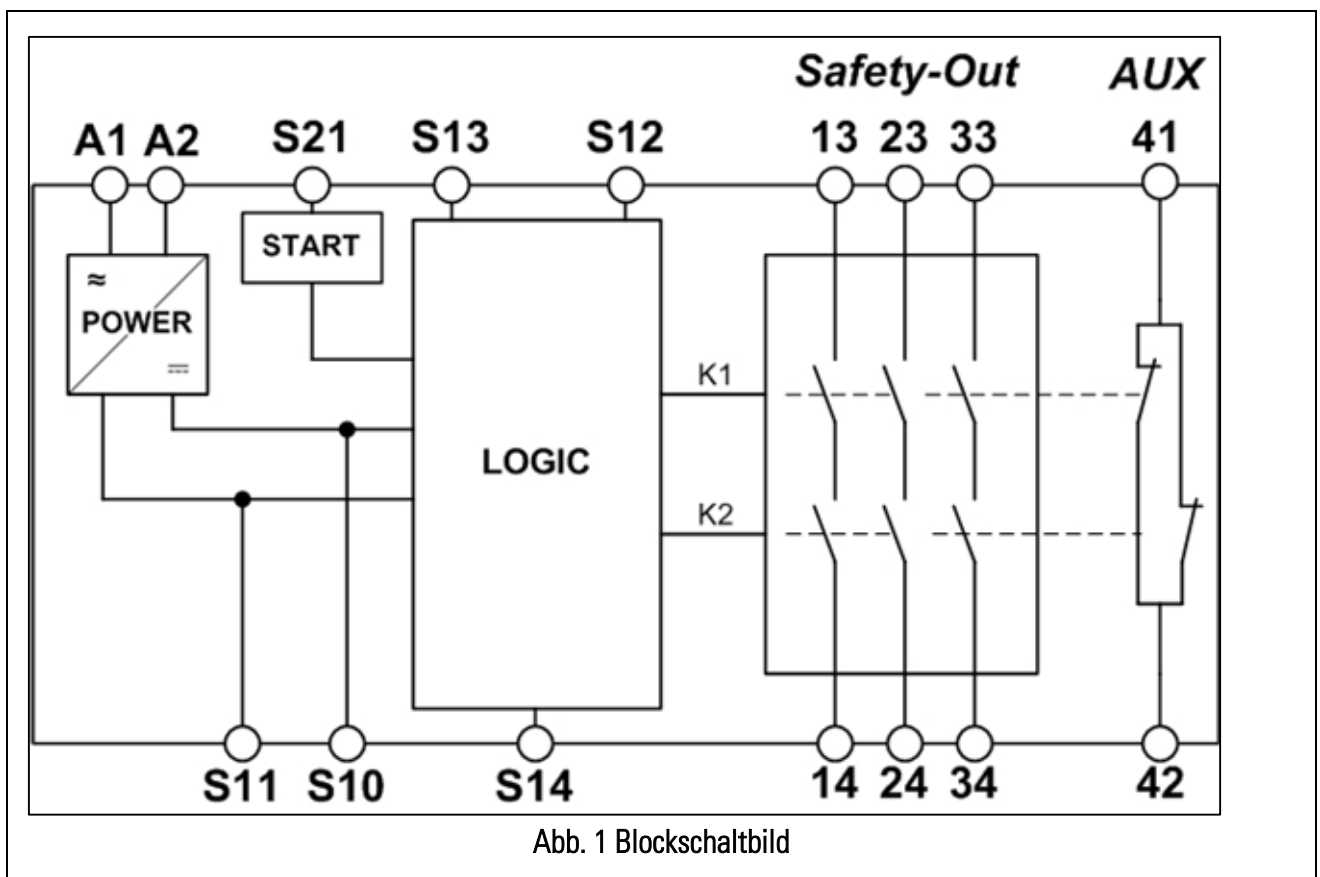 Safety-Out AUX
A1 A2 S21 S13 S12 13 23 33 41
START
≂
POWER
LOGIC
K1
K2
S11 S10 S14 14 24 34 42
Abb. 1 Blockschaltbild